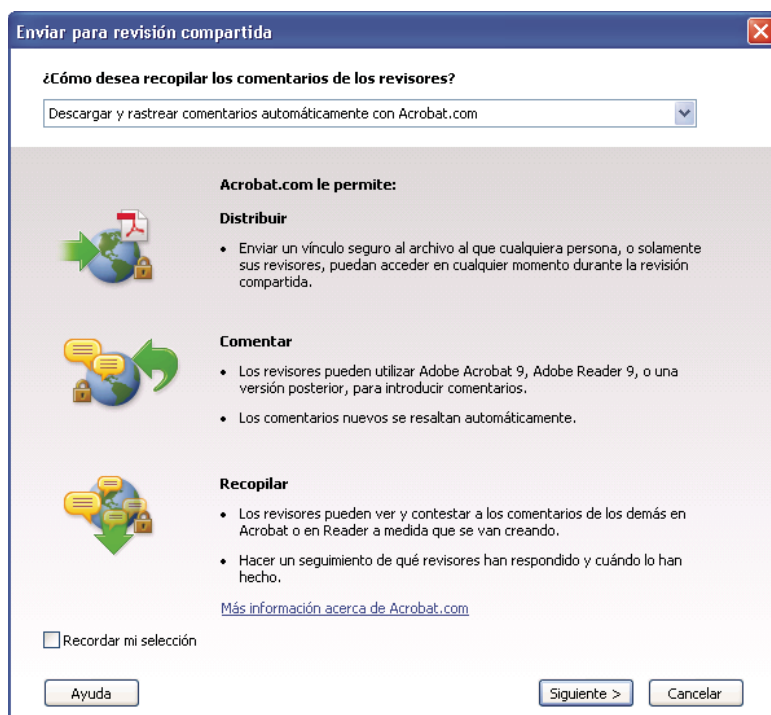 Enviar para revisión compartida
¿Cómo desea recopilar los comentarios de los revisores?
Descargar y rastrear comentarios automáticamente con Acrobat.com
Acrobat.com le permite:
Distribuir
• Enviar un vínculo seguro al archivo al que cualquiera persona, o solamente
sus revisores, puedan acceder en cualquier momento durante la revisión
compartida.
Comentar
• Los revisores pueden utilizar Adobe Acrobat 9, Adobe Reader 9, o una
versión posterior, para introducir comentarios.
• Los comentarios nuevos se resaltan automáticamente.
Recopilar
• Los revisores pueden ver y contestar a los comentarios de los demás en
Acrobat o en Reader a medida que se van creando.
• Hacer un seguimiento de qué revisores han respondido y cuándo lo han
hecho.
Más información acerca de Acrobat.com
Recordar mi selección
Ayuda
Siguiente >
Cancelar